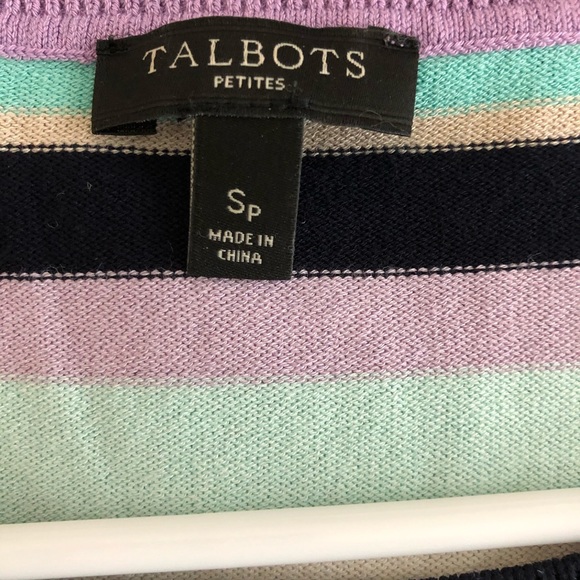 TALBOTS
PETITES
SP
MADE IN
CHINA